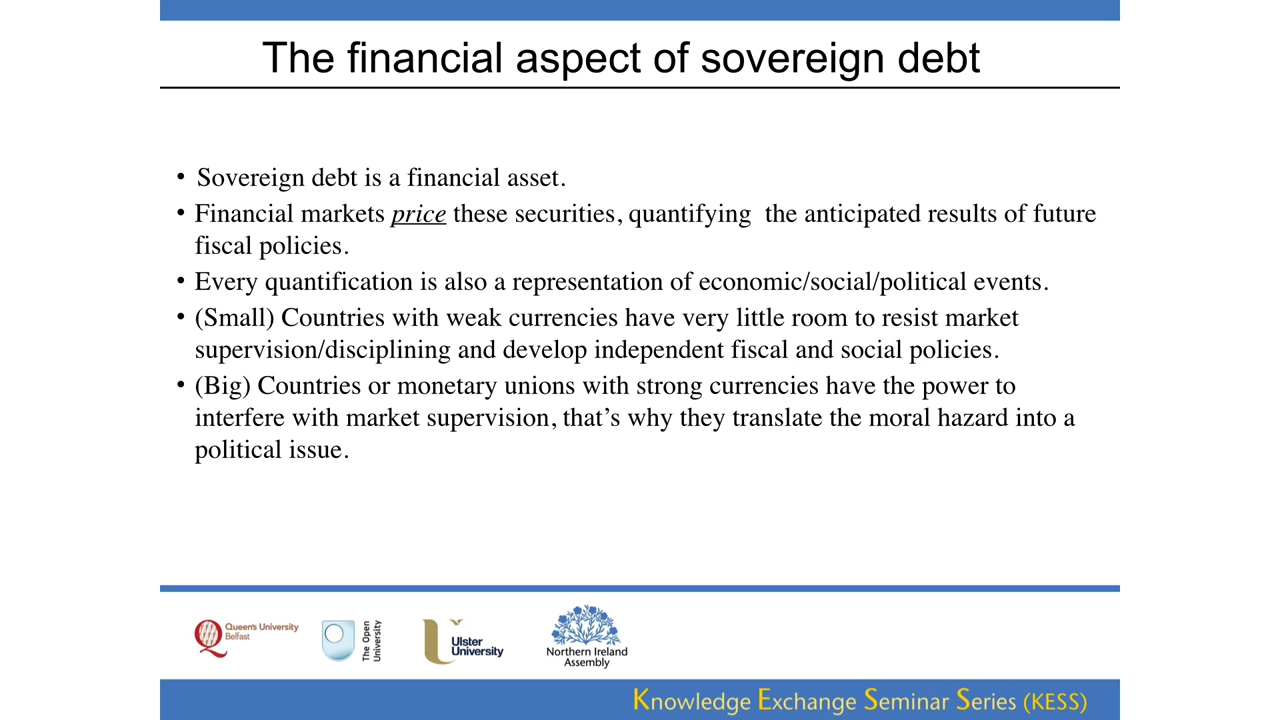 The financial aspect of sovereign debt
• Sovereign debt is a financial asset.
• Financial markets price these securities, quantifying  the anticipated results of future
fiscal policies.
• Every quantification is also a representation of economic/social/political events.
• (Small) Countries with weak currencies have very little room to resist market
supervision/disciplining and develop independent fiscal and social policies.
• (Big) Countries or monetary unions with strong currencies have the power to
interfere with market supervision, that’s why they translate the moral hazard into a
political issue.
Queen's University
Belfast
The Open
University
Ulster
University
Northern Ireland
Assembly
Knowledge Exchange Seminar Series (KESS)